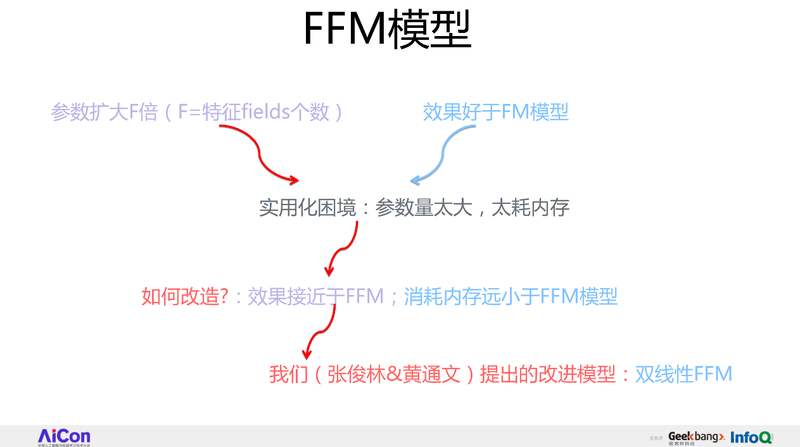 FFM模型
参数扩大F倍（F=特征fields个数）
效果好于FM模型
实用化困境：参数量太大，太耗内存
如何改造?：效果接近于FFM；消耗内存远小于FFM模型
我们（张俊林&黄通文）提出的改进模型：双线性FFM
AiCon
Geekbang>.
InfoQ